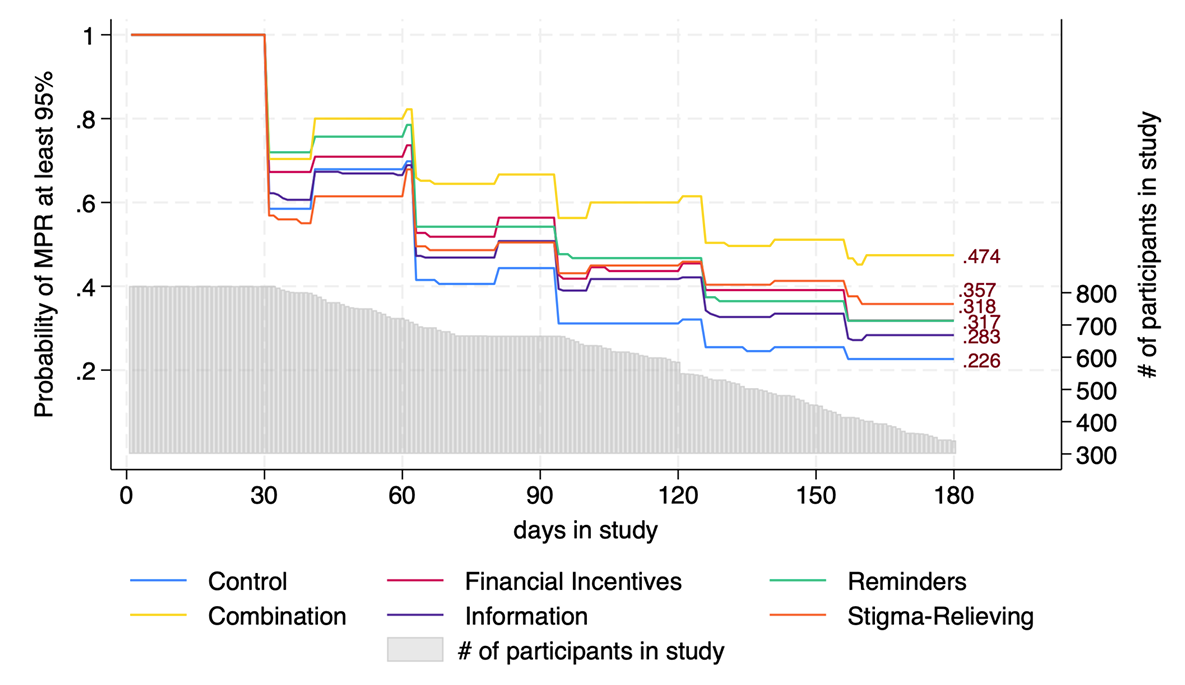 Probability of MPR at least 95%
1
.8
.6
.4
.2
.474
.357
.318
.317
.283
.226
800
700
600
500
400
300
# of participants in study
0 30 60 90 120 150 180
days in study
Control Financial Incentives Reminders
Combination Information Stigma-Relieving
# of participants in study